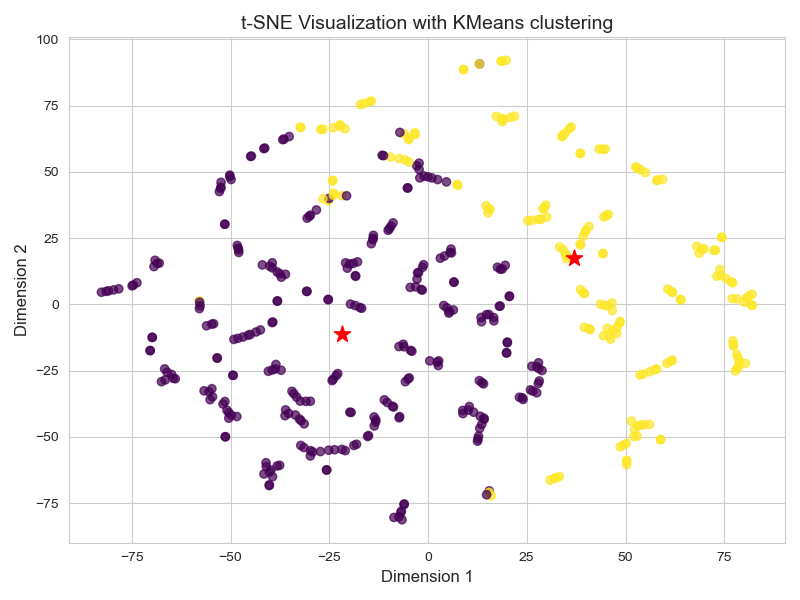 t-SNE Visualization with KMeans clustering
100
75
50
25
0
−25
−50
−75
Dimension 2
−75 −50 −25 0 25 50 75
Dimension 1